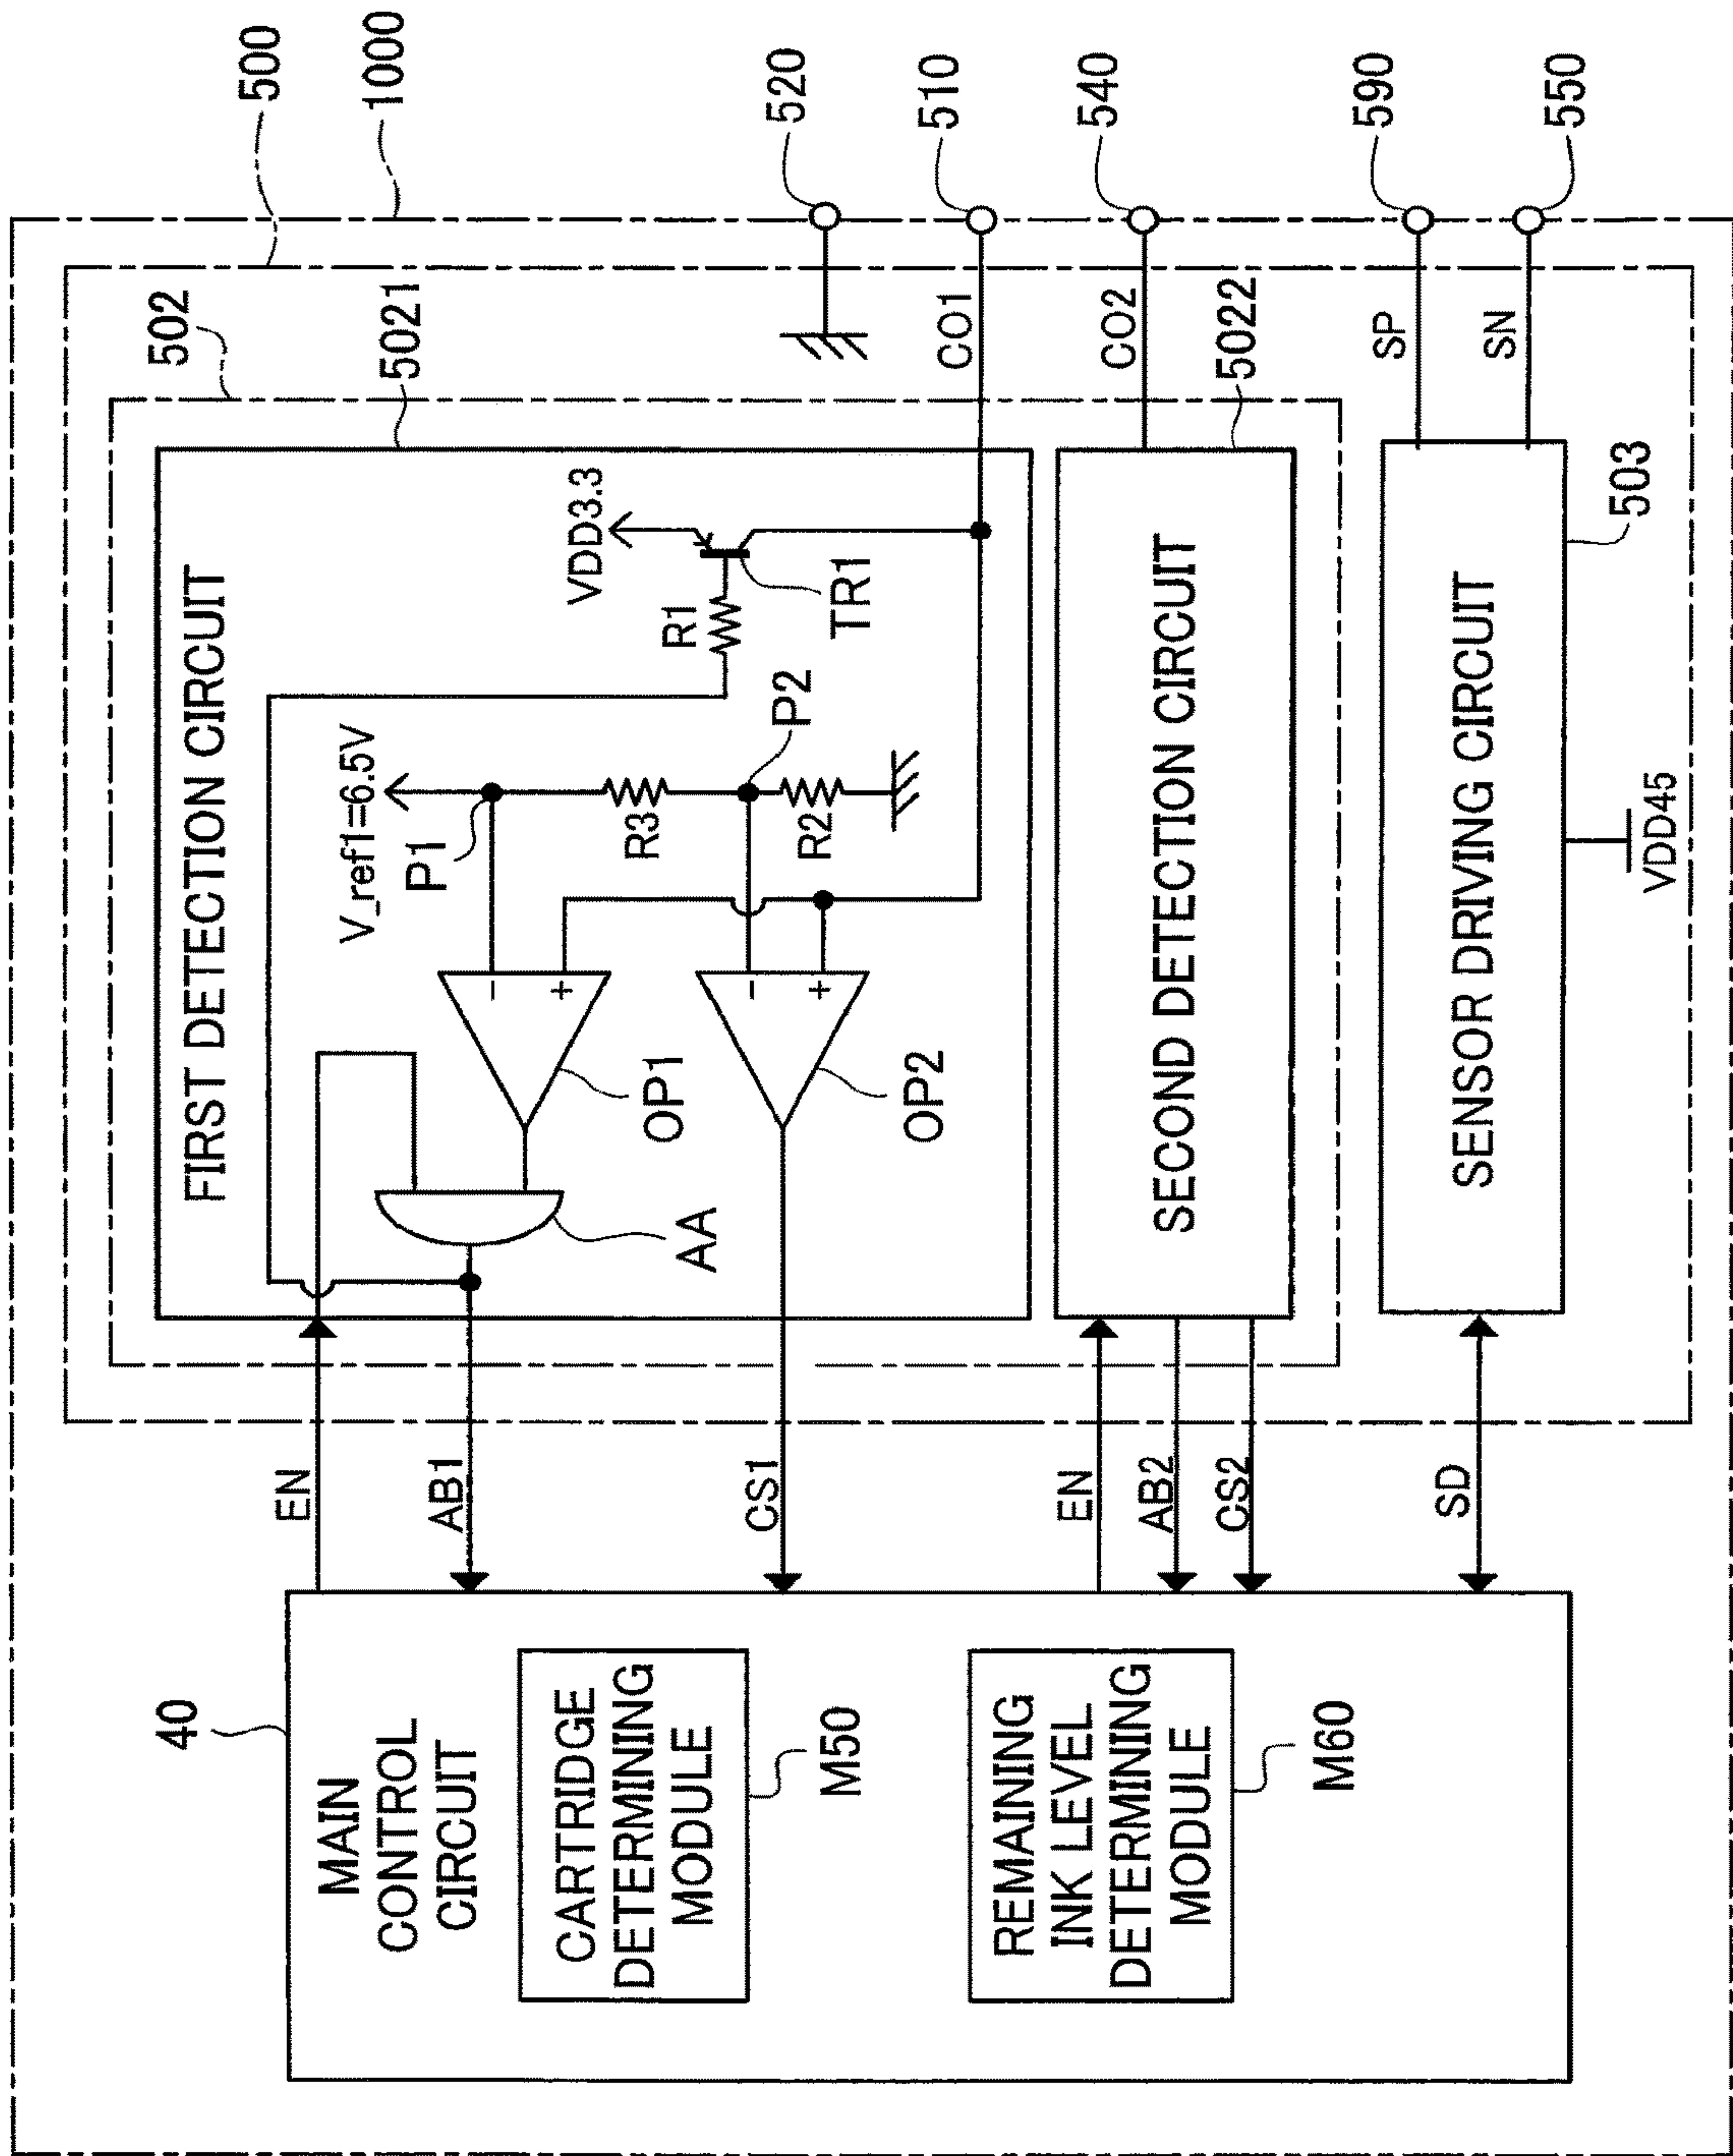 500
1000
502
5021
520
510
540
590
550
FIRST DETECTION CIRCUIT
VDD3.3
R1
TR1
V_ref1=6.5V
P1
R3
P2
R2
-
+
OP1
-
+
OP2
AA
CO1
CO2
5022
SP
SN
503
SECOND DETECTION CIRCUIT
SENSOR DRIVING CIRCUIT
VDD45
EN
AB1
CS1
EN
AB2
CS2
SD
40
MAIN
CONTROL
CIRCUIT
CARTRIDGE
DETERMINING
MODULE
M50
REMAINING
INK LEVEL
DETERMINING
MODULE
M60